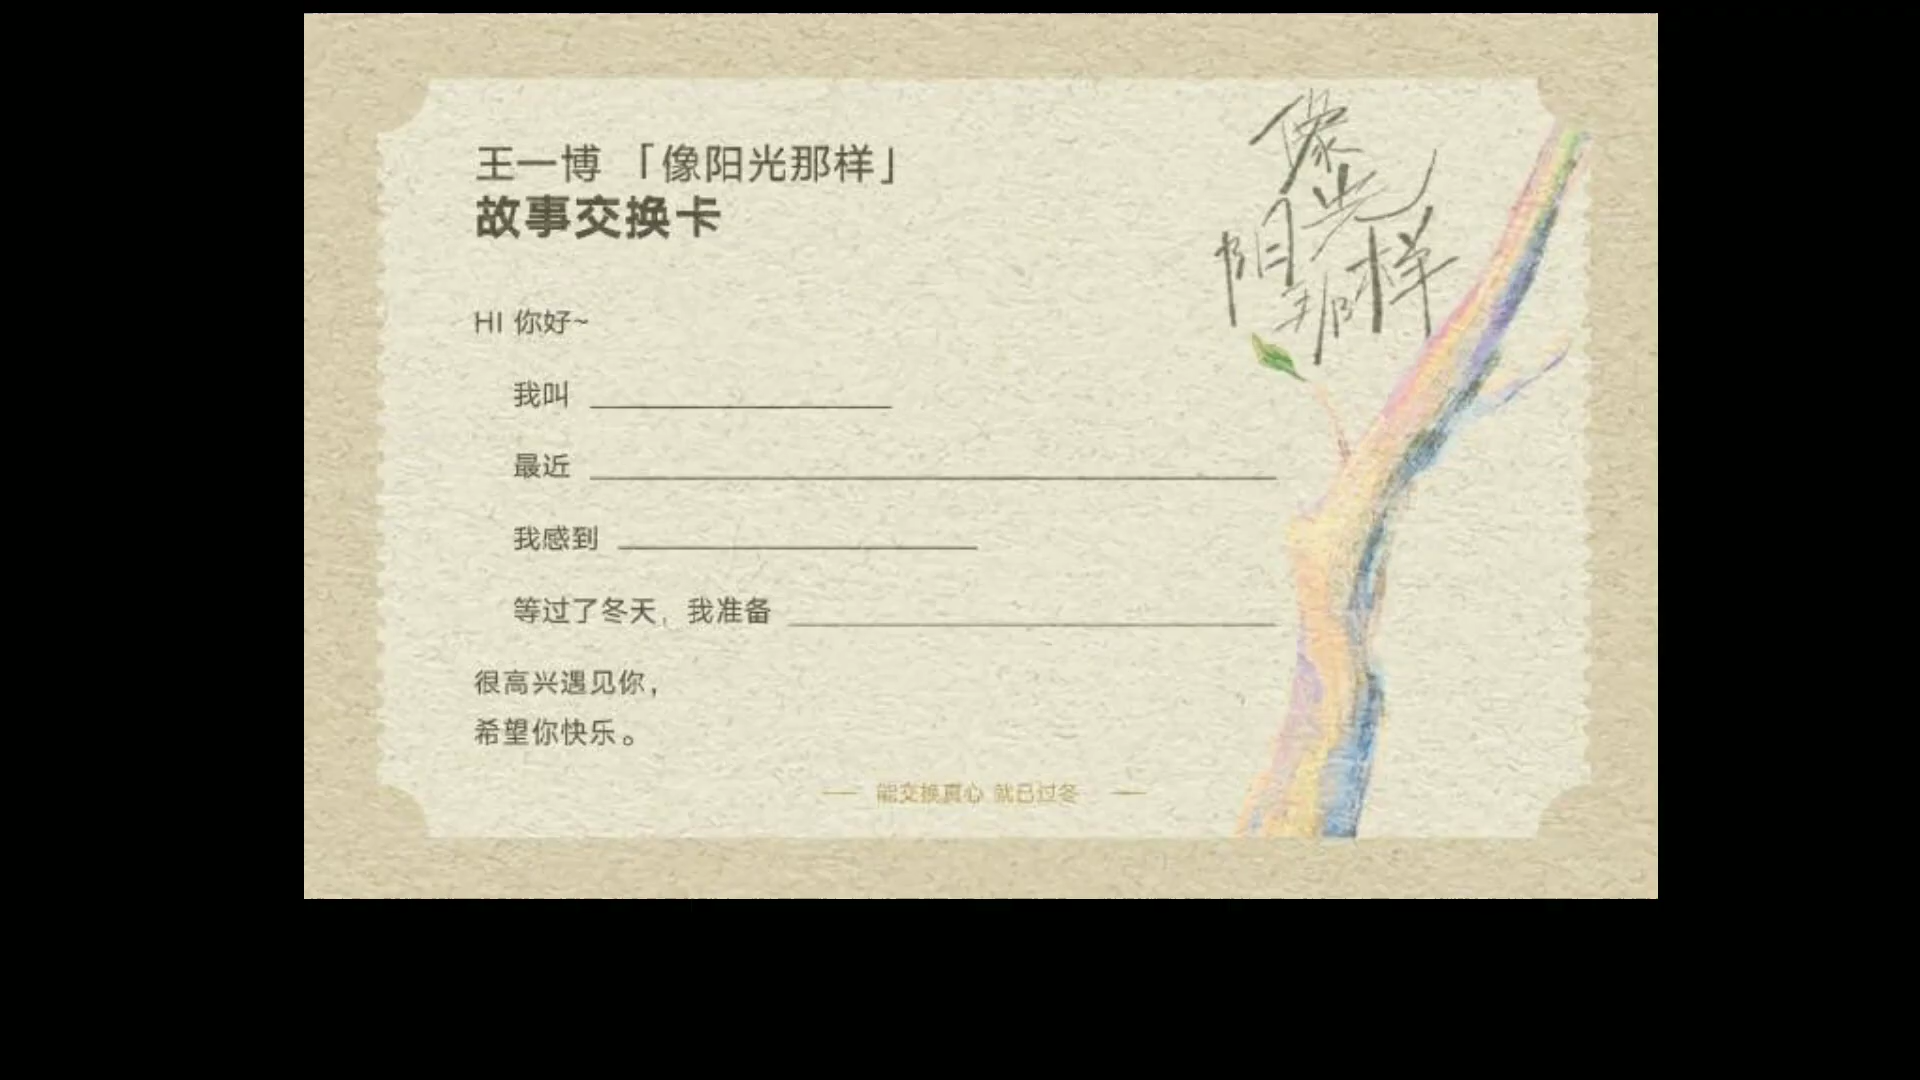 王一博 「像阳光那样」
故事交换卡
像
阳光
那样
HI 你好~
我叫
最近
我感到
等过了冬天，我准备
很高兴遇见你，
希望你快乐。
能交换真心 就已过冬